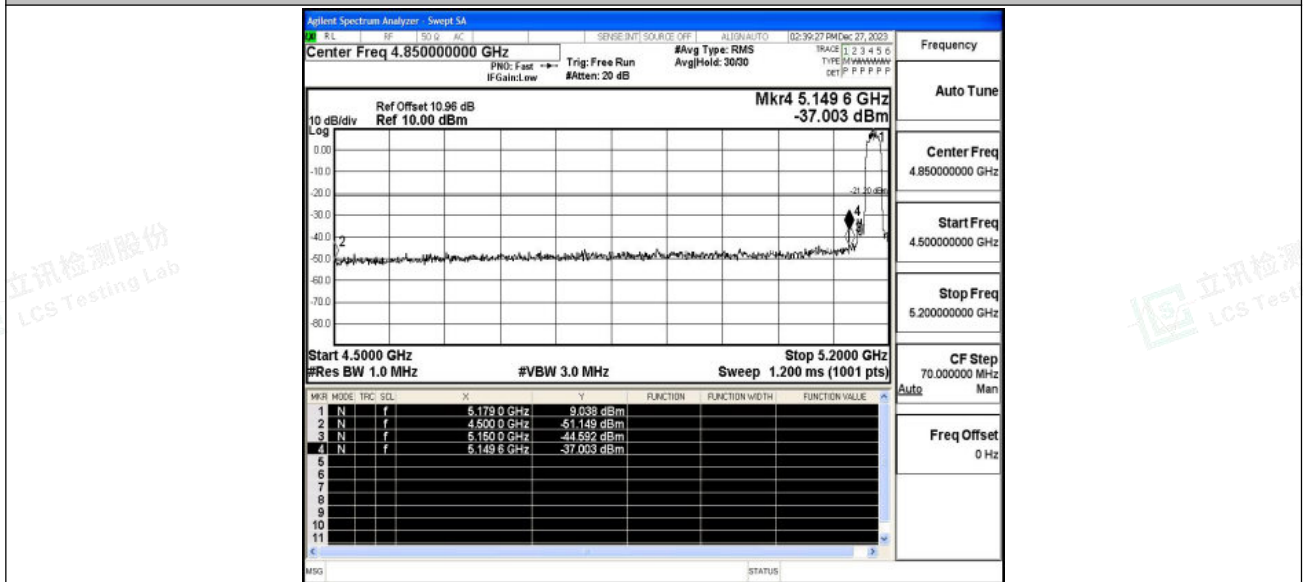 Agilent Spectrum Analyzer - Swept SA
RL RF 50 Ω AC SENSE:INT SOURCE OFF ALIGN AUTO 02:39:27 PM Dec 27, 2023
Center Freq 4.850000000 GHz
PNO: Fast
IFGain:Low
Trig: Free Run
#Atten: 20 dB
#Avg Type: RMS
Avg|Hold: 30/30
TRACE 1 2 3 4 5 6
TYPE
DET P P P P P P
Frequency
Auto Tune
Mkr4 5.149 6 GHz
-37.003 dBm
Ref Offset 10.96 dB
10 dB/div Ref 10.00 dBm
Log
0.00
-10.0
-20.0
-30.0
-40.0
-50.0
-60.0
-70.0
-80.0
1
-21.20 dBm
4
2
Center Freq
4.850000000 GHz
Start Freq
4.500000000 GHz
Stop Freq
5.200000000 GHz
Start 4.5000 GHz Stop 5.2000 GHz
#Res BW 1.0 MHz #VBW 3.0 MHz Sweep 1.200 ms (1001 pts)
CF Step
70.000000 MHz
Auto Man
Freq Offset
0 Hz
MKR MODE TRC SCL X Y FUNCTION FUNCTION WIDTH FUNCTION VALUE
1 N f 5.179 0 GHz 9.038 dBm
2 N f 4.500 0 GHz -51.149 dBm
3 N f 5.150 0 GHz -44.592 dBm
4 N f 5.149 6 GHz -37.003 dBm
5
6
7
8
9
10
11
MSG STATUS
立讯检测股份
LCS Testing Lab
立讯检测
LCS Test